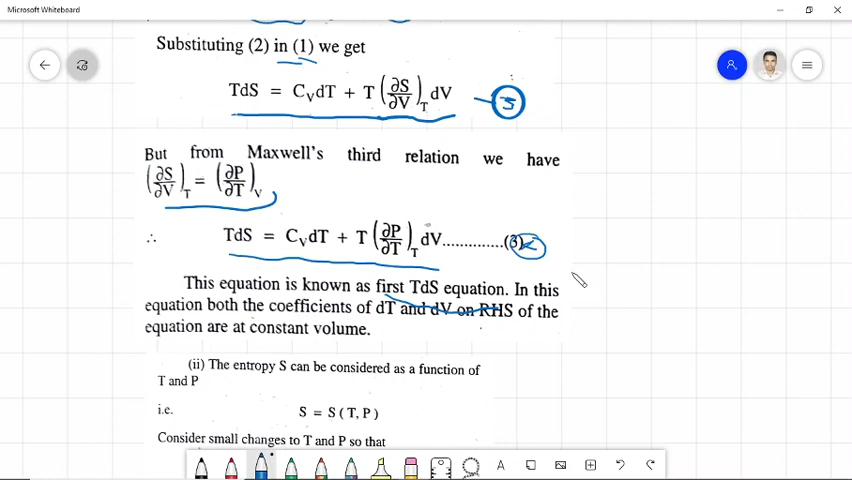 Microsoft Whiteboard
Substituting (2) in (1) we get
TdS = C_V dT + T (∂S/∂V)_T dV
3
But from Maxwell's third relation we have
(∂S/∂V)_T = (∂P/∂T)_V
∴ TdS = C_V dT + T (∂P/∂T)_T dV..............(3)
This equation is known as first TdS equation. In this
equation both the coefficients of dT and dV on RHS of the
equation are at constant volume.
(ii) The entropy S can be considered as a function of
T and P
i.e. S = S ( T, P )
Consider small changes to T and P so that
A